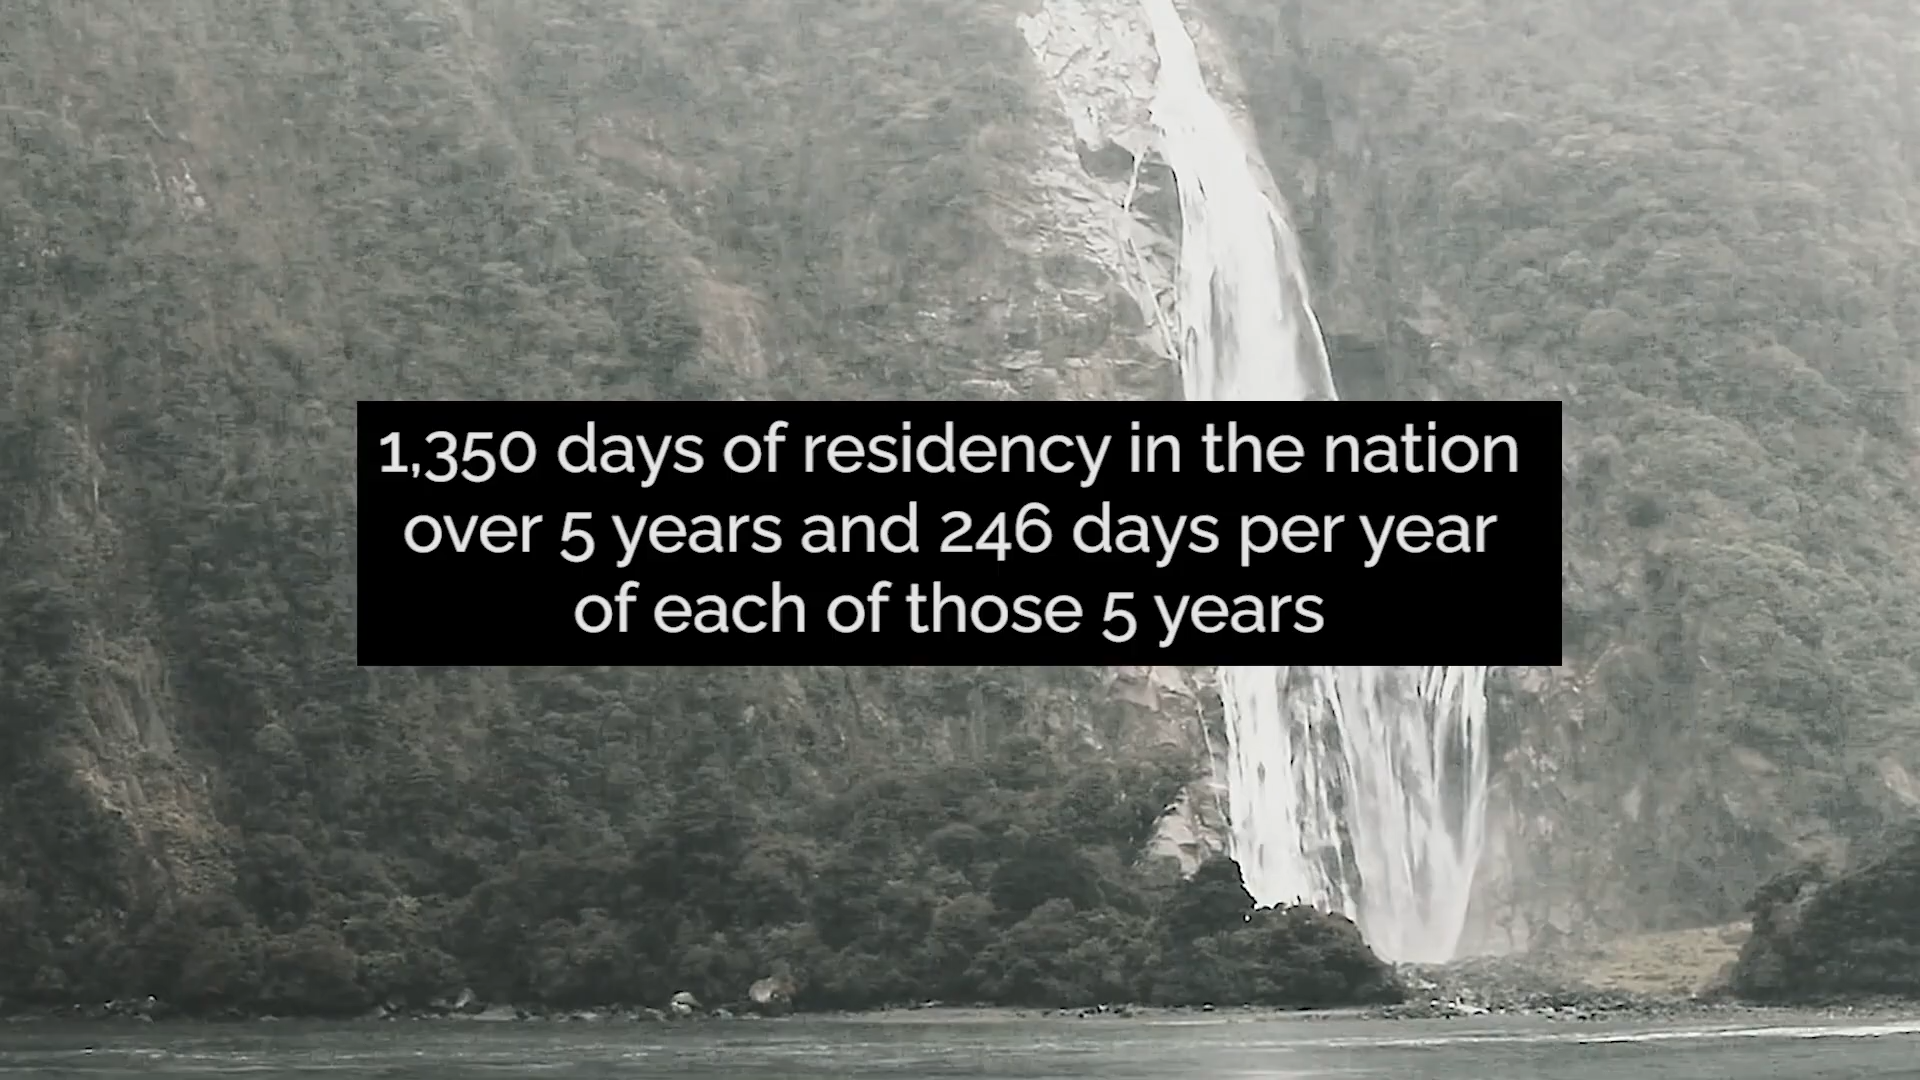 1,350 days of residency in the nation
over 5 years and 246 days per year
of each of those 5 years